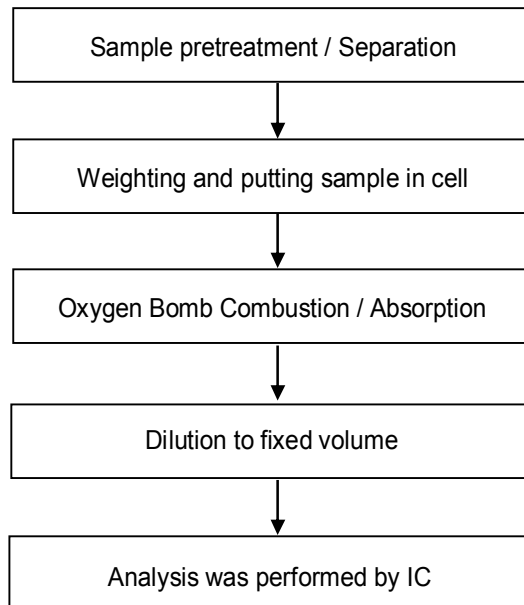 Sample pretreatment / Separation
Weighting and putting sample in cell
Oxygen Bomb Combustion / Absorption
Dilution to fixed volume
Analysis was performed by IC